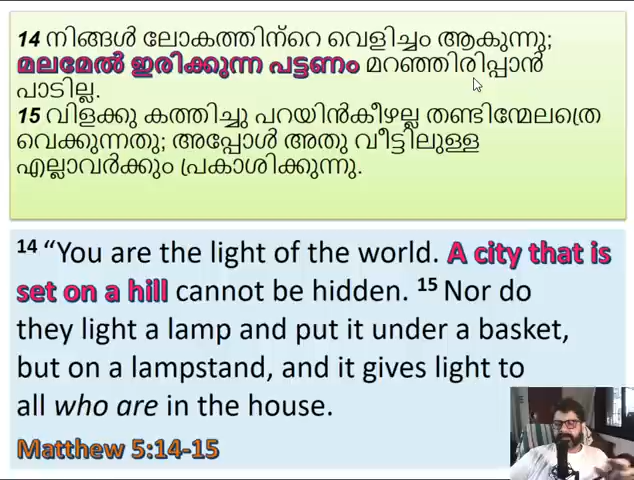 14 നിങ്ങൾ ലോകത്തിന്റെ വെളിച്ചം ആകുന്നു;
മലമേൽ ഇരിക്കുന്ന പട്ടണം മറഞ്ഞിരിപ്പാൻ
പാടില്ല.
15 വിളക്കു കത്തിച്ചു പറയിൻകീഴല്ല തണ്ടിന്മേലത്രെ
വെക്കുന്നതു; അപ്പോൾ അതു വീട്ടിലുള്ള
എല്ലാവർക്കും പ്രകാശിക്കുന്നു.
14 “You are the light of the world. A city that is
set on a hill cannot be hidden. 15 Nor do
they light a lamp and put it under a basket,
but on a lampstand, and it gives light to
all who are in the house.
Matthew 5:14-15